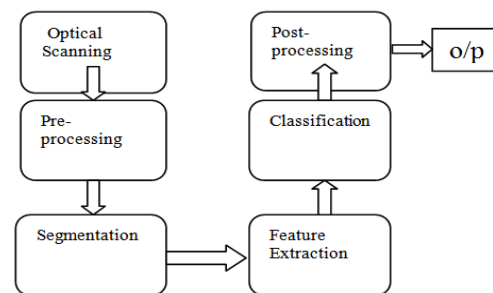 Optical
Scanning
Pre-
processing
Segmentation
Feature
Extraction
Classification
Post-
processing
o/p